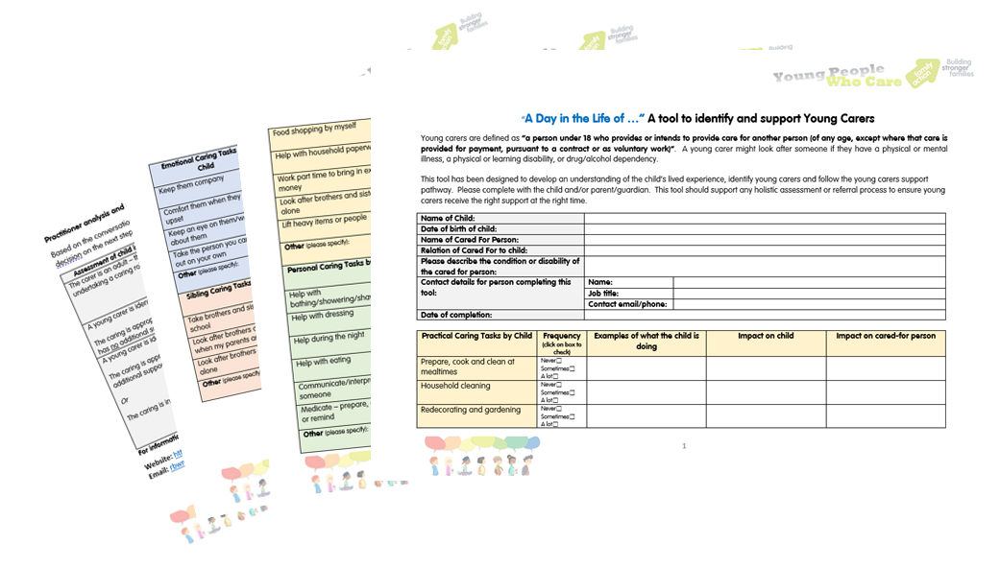 Building
stronger
families
Building
stronger
families
Building
stronger
Young People
Who Care
family
action
Building
stronger
families
"A Day in the Life of ..." A tool to identify and support Young Carers
Young carers are defined as "a person under 18 who provides or intends to provide care for another person (of any age, except where that care is
provided for payment, pursuant to a contract or as voluntary work)". A young carer might look after someone if they have a physical or mental
illness, a physical or learning disability, or drug/alcohol dependency.
This tool has been designed to develop an understanding of the child's lived experience, identify young carers and follow the young carers support
pathway. Please complete with the child and/or parent/guardian. This tool should support any holistic assessment or referral process to ensure young
carers receive the right support at the right time.
Name of Child:
Date of birth of child:
Name of Cared For Person:
Relation of Cared For to child:
Please describe the condition or disability of
the cared for person:
Contact details for person completing this
tool:
Name:
Job title:
Contact email/phone:
Date of completion:
Practical Caring Tasks by Child
Frequency
(click on box to
check)
Examples of what the child is
doing
Impact on child
Impact on cared-for person
Prepare, cook and clean at
mealtimes
Never☐
Sometimes☐
A lot☐
Household cleaning
Never☐
Sometimes☐
A lot☐
Redecorating and gardening
Never☐
Sometimes☐
A lot☐
1
Food shopping by myself
Help with household paperw
Work part time to bring in ex
money
Look after brothers and sist
alone
Lift heavy items or people
Other (please specify):
Personal Caring Tasks b
Help with
bathing/showering/sha
Help with dressing
Help during the night
Help with eating
Communicate/interpr
someone
Medicate – prepare,
or remind
Other (please specify):
Emotional Caring Tasks
Child
Keep them company
Comfort them when they
upset
Keep an eye on them/w
about them
Take the person you ca
out on your own
Other (please specify):
Sibling Caring Tasks
Take brothers and sis
school
Look after brothers a
when my parents a
Look after brothers
alone
Other (please specify
Practitioner analysis and
Based on the conversatio
decision on the next step
Assessment of child i
The carer is an adult – th
undertaking a caring ro
A young carer is iden
The caring is approp
has no additional s
A young carer is id
The caring is appr
additional suppo
Or
The caring is in
For informatio
Website: htt
Email: rbwe